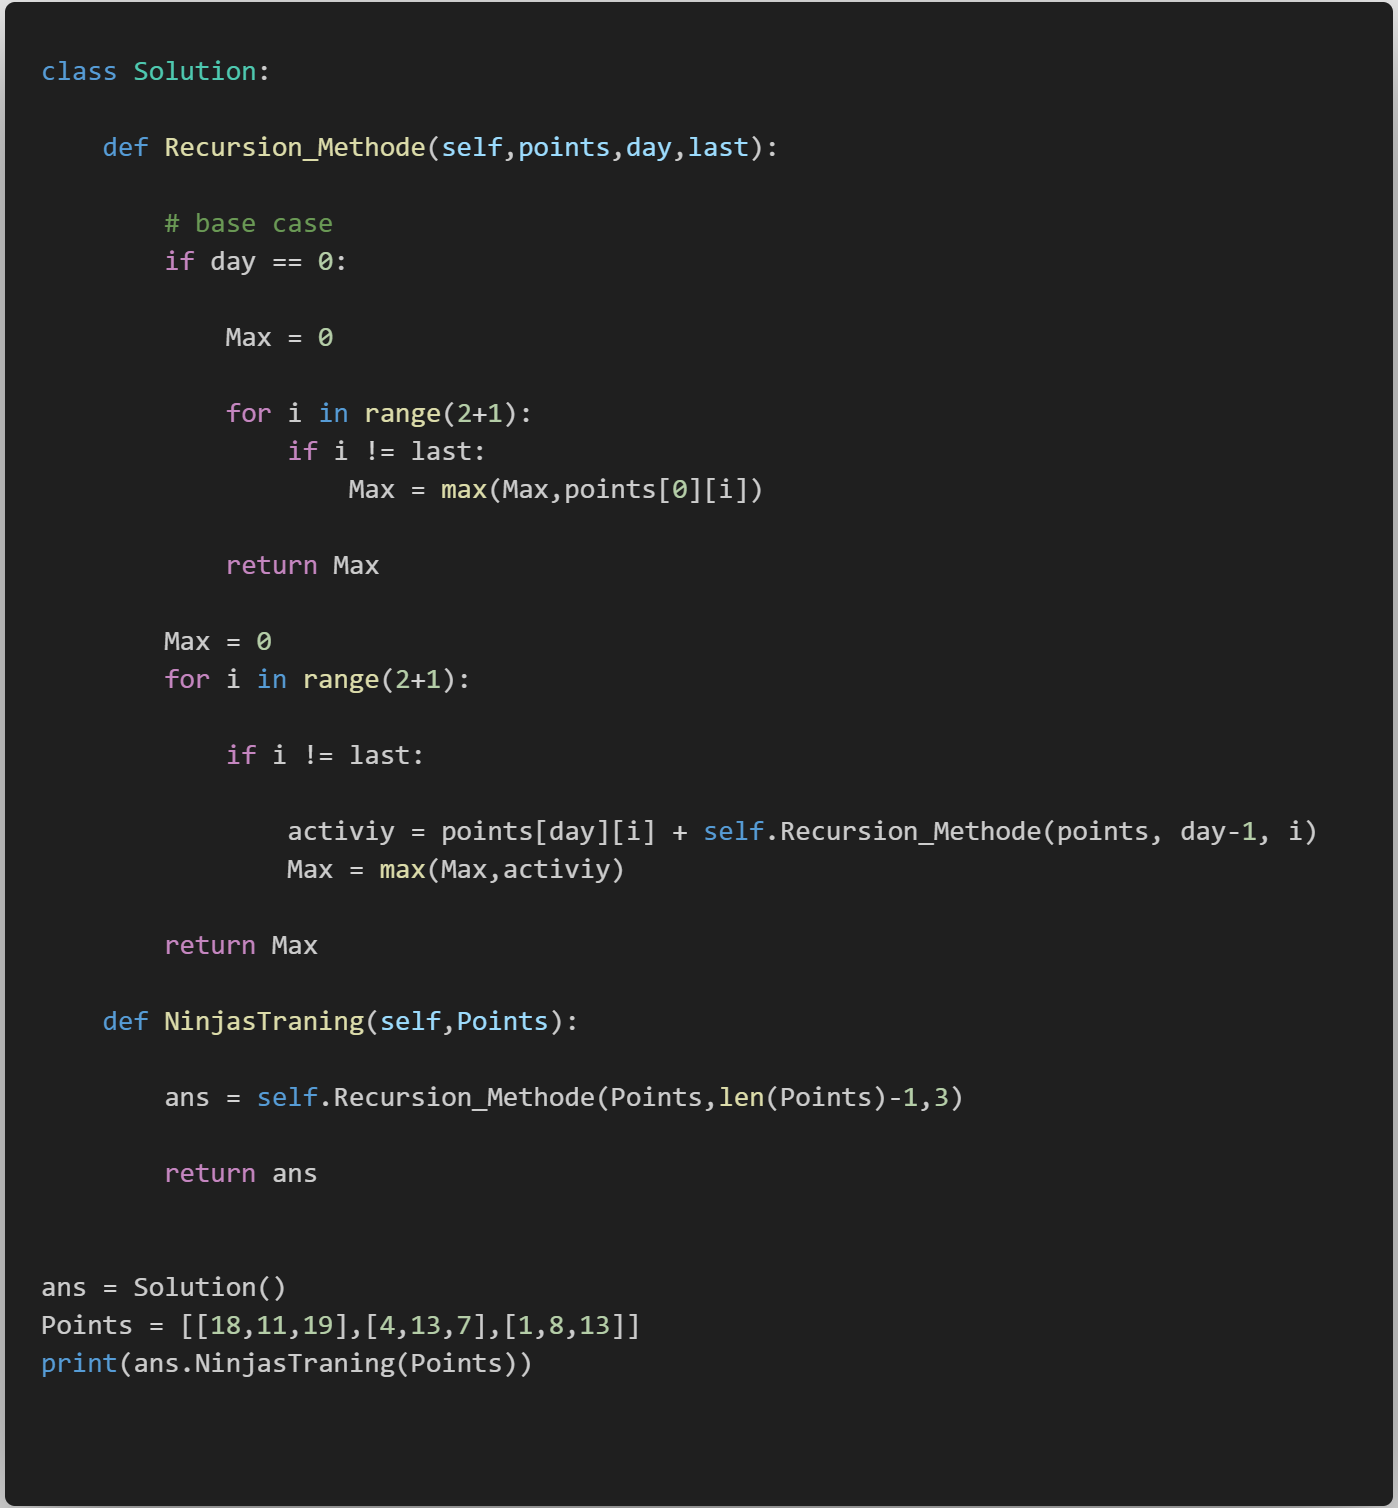 class Solution:
    def Recursion_Methode(self,points,day,last):
        # base case
        if day == 0:
            Max = 0
            for i in range(2+1):
                if i != last:
                    Max = max(Max,points[0][i])
            return Max
        Max = 0
        for i in range(2+1):
            if i != last:
                activiy = points[day][i] + self.Recursion_Methode(points, day-1, i)
                Max = max(Max,activiy)
        return Max
    def NinjasTraning(self,Points):
        ans = self.Recursion_Methode(Points,len(Points)-1,3)
        return ans
ans = Solution()
Points = [[18,11,19],[4,13,7],[1,8,13]]
print(ans.NinjasTraning(Points))